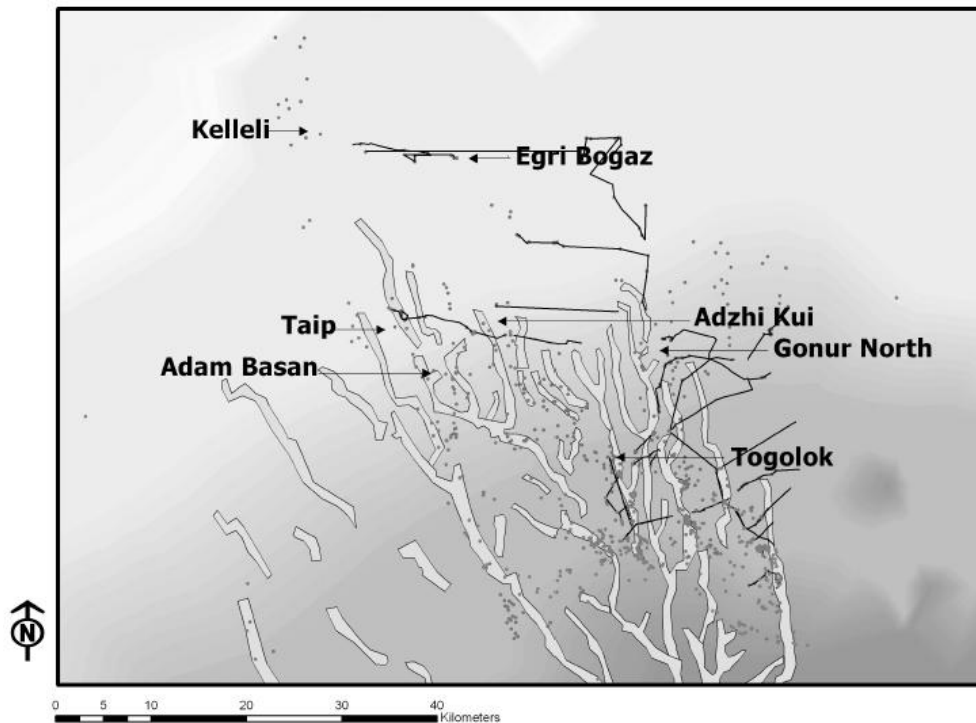 Kelleli
Egri Bogaz
Taip
Adzhi Kui
Gonur North
Adam Basan
Togolok
N
0 5 10 20 30 40
Kilometers